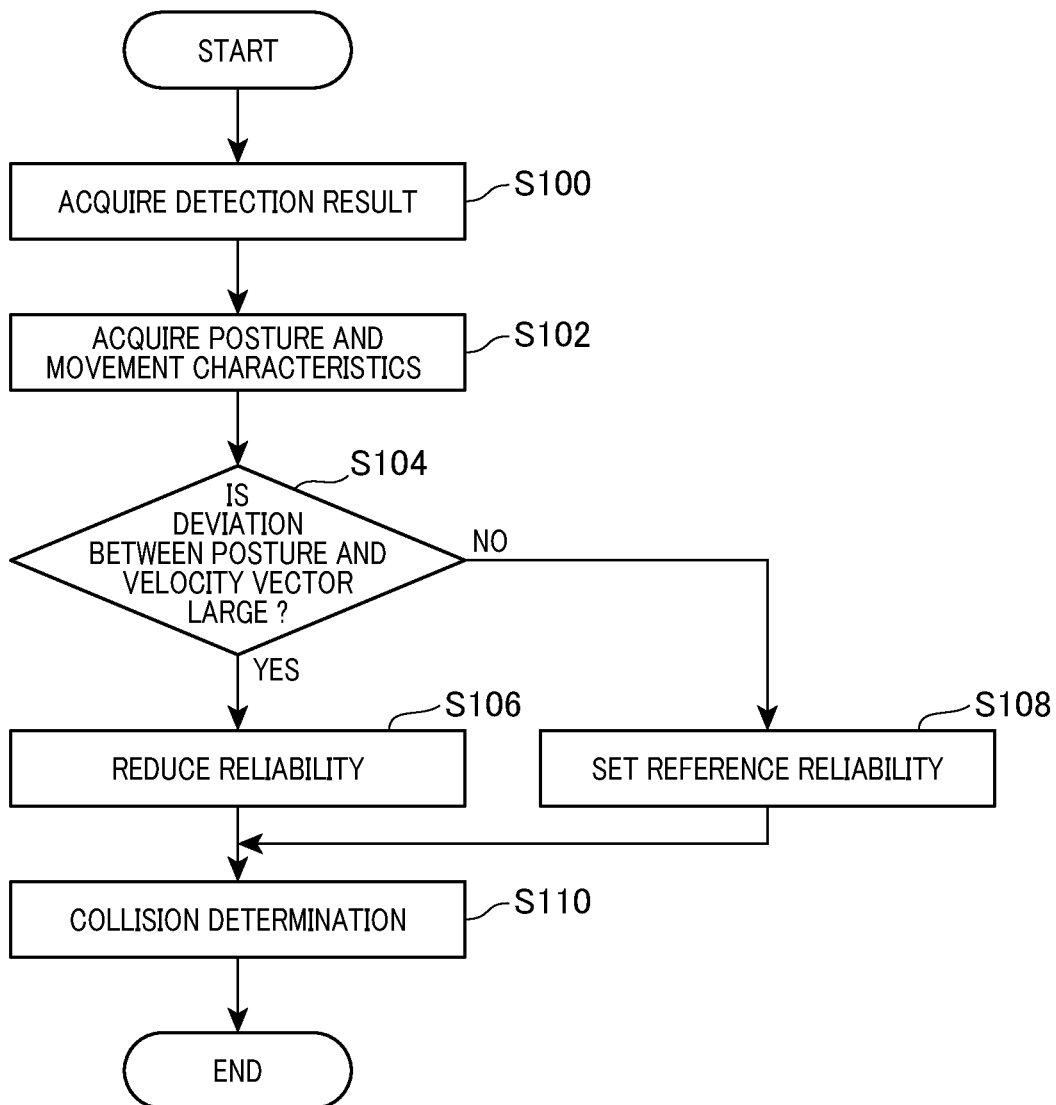 START
ACQUIRE DETECTION RESULT
S100
ACQUIRE POSTURE AND
MOVEMENT CHARACTERISTICS
S102
S104
IS
DEVIATION
BETWEEN POSTURE AND
VELOCITY VECTOR
LARGE ?
NO
YES
S106
REDUCE RELIABILITY
S108
SET REFERENCE RELIABILITY
COLLISION DETERMINATION
S110
END